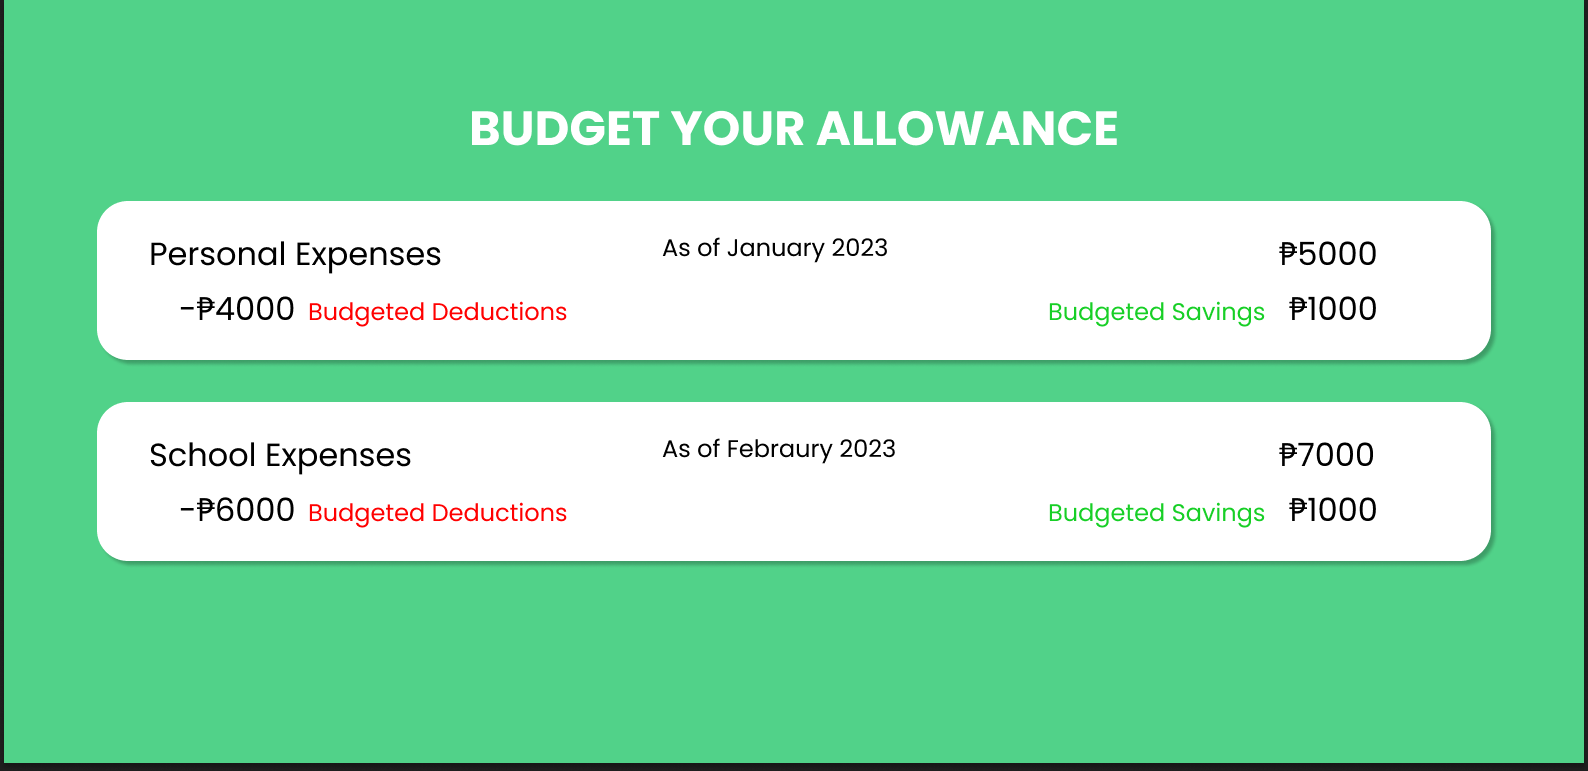 BUDGET YOUR ALLOWANCE
Personal Expenses As of January 2023 ₱5000
-₱4000 Budgeted Deductions Budgeted Savings ₱1000
School Expenses As of Febraury 2023 ₱7000
-₱6000 Budgeted Deductions Budgeted Savings ₱1000